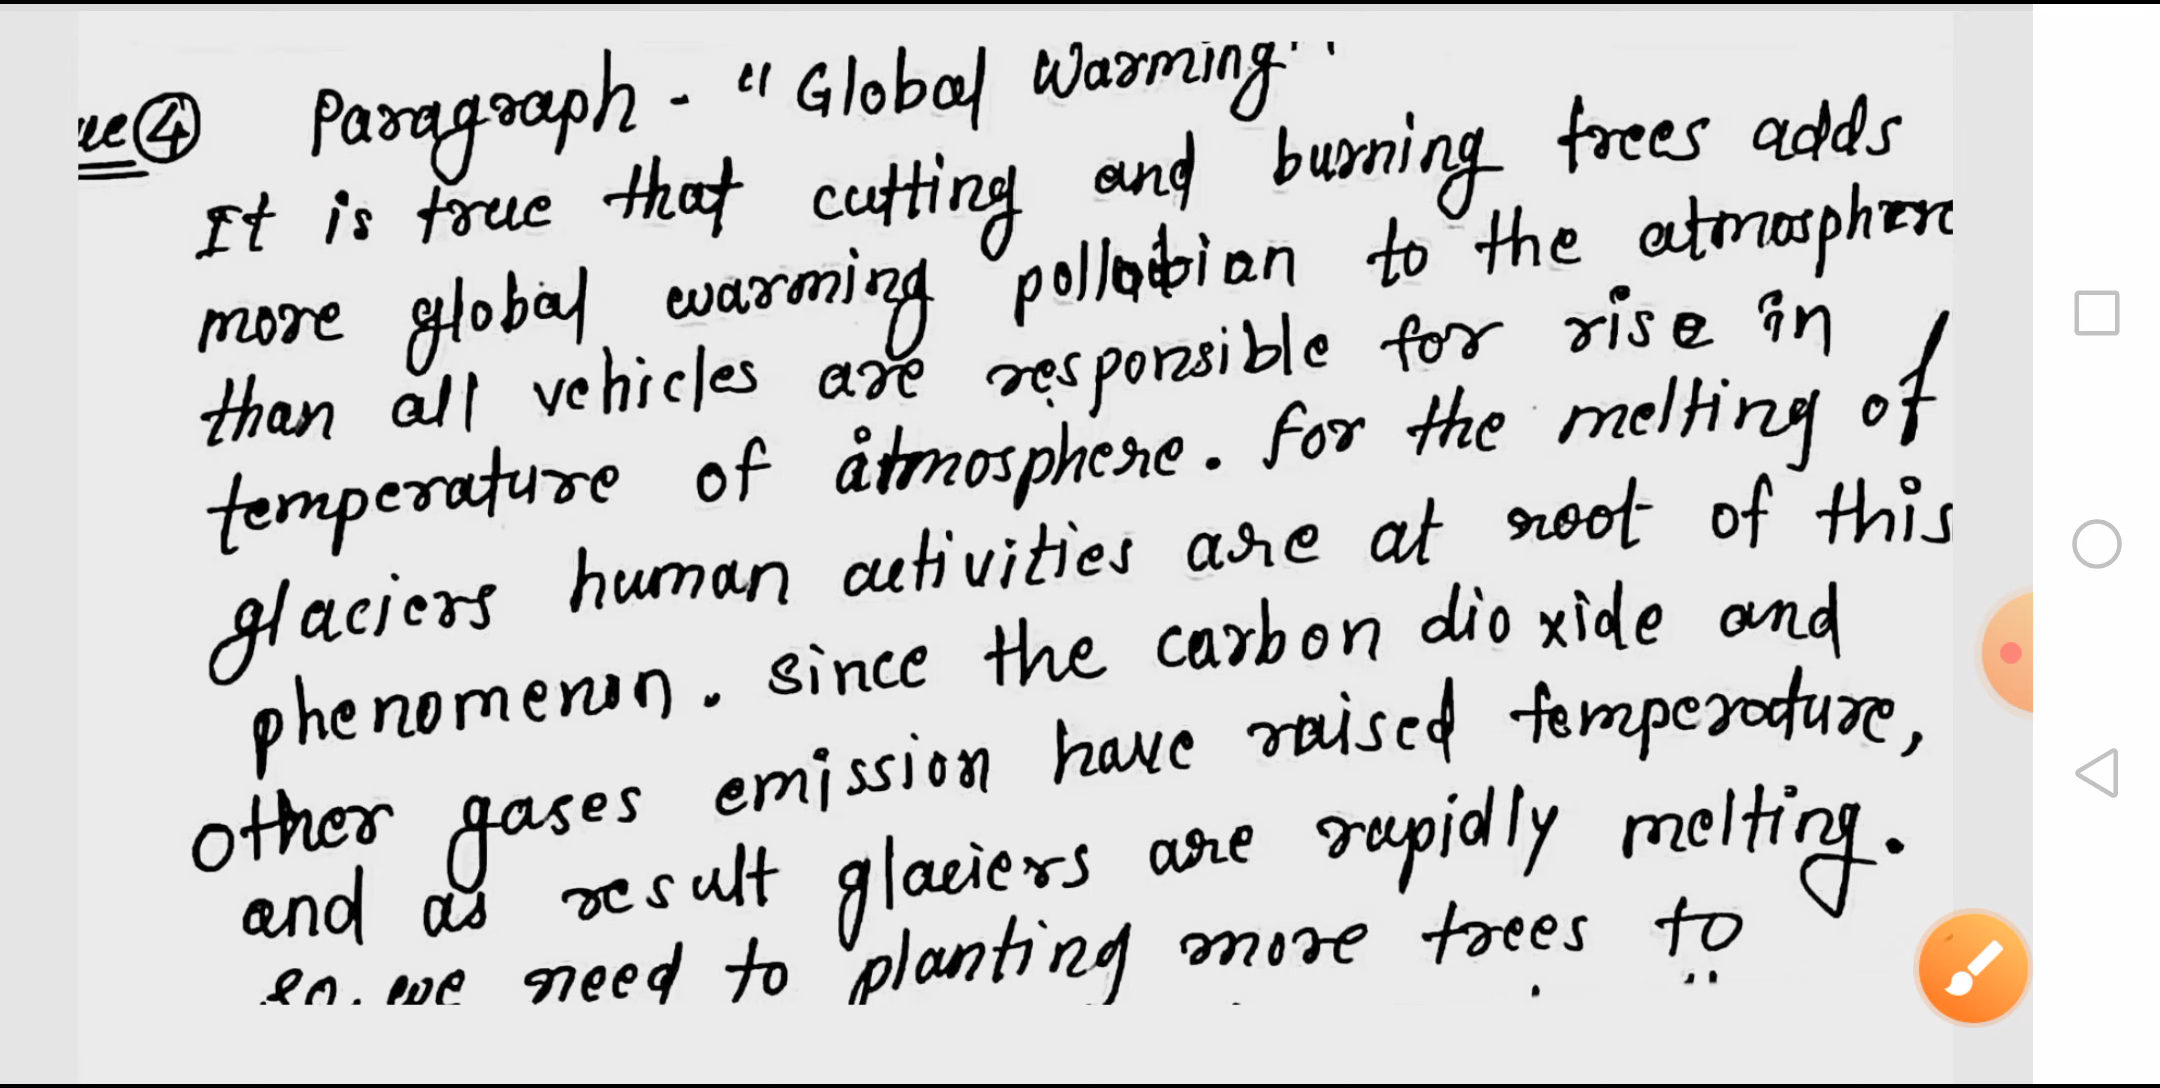 ue ④ Paragraph - "Global Warming"
It is true that cutting and burning trees adds
more global warming pollution to the atmosphere
than all vehicles are responsible for rise in
temperature of atmosphere. For the melting of
glaciers human activities are at root of this
phenomenon. since the carbon dioxide and
other gases emission have raised temperature,
and as result glaciers are rapidly melting.
so, we need to planting more trees to